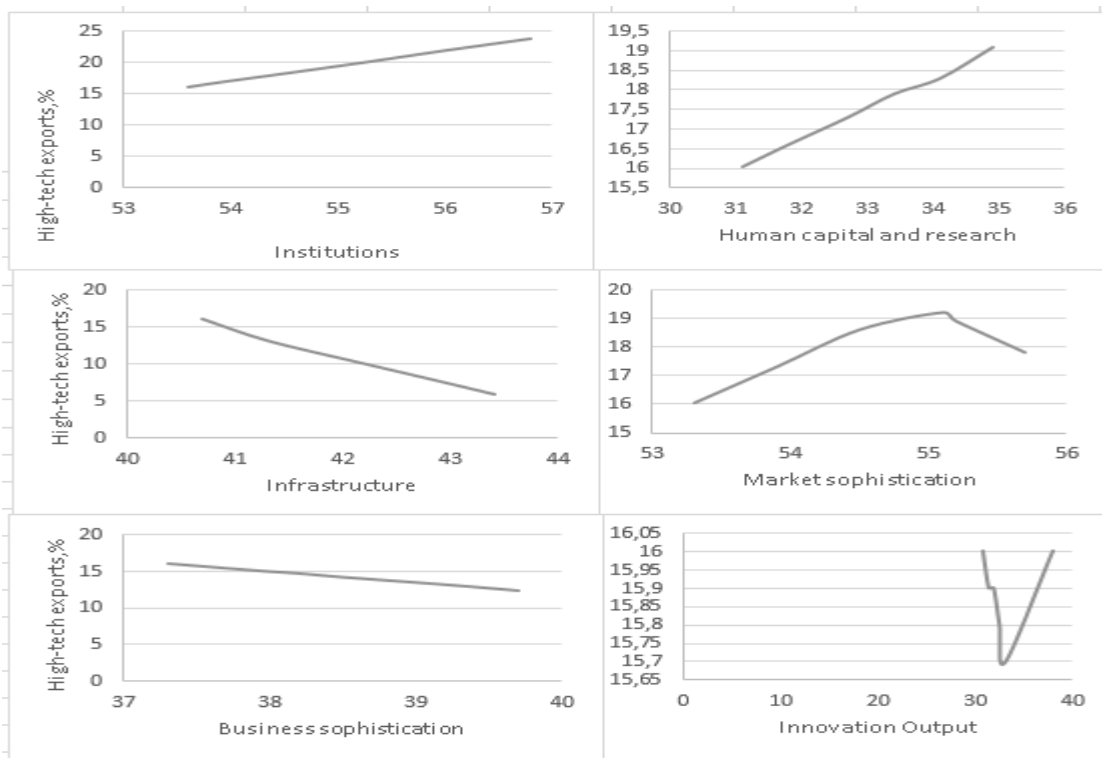 High-tech exports,%
25
20
15
10
5
0
53 54 55 56 57
Institutions
19,5
19
18,5
18
17,5
17
16,5
16
15,5
30 31 32 33 34 35 36
Human capital and research
High-tech exports,%
20
15
10
5
0
40 41 42 43 44
Infrastructure
20
19
18
17
16
15
53 54 55 56
Market sophistication
High-tech exports,%
20
15
10
5
0
37 38 39 40
Business sophistication
16,05
16
15,95
15,9
15,85
15,8
15,75
15,7
15,65
0 10 20 30 40
Innovation Output